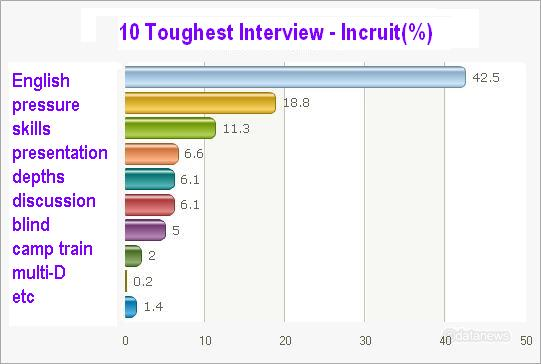 10 Toughest Interview - Incruit(%)
English 42.5
pressure 18.8
skills 11.3
presentation 6.6
depths 6.1
discussion 6.1
blind 5
camp train 2
multi-D 0.2
etc 1.4
0 10 20 30 40 50
@datanews